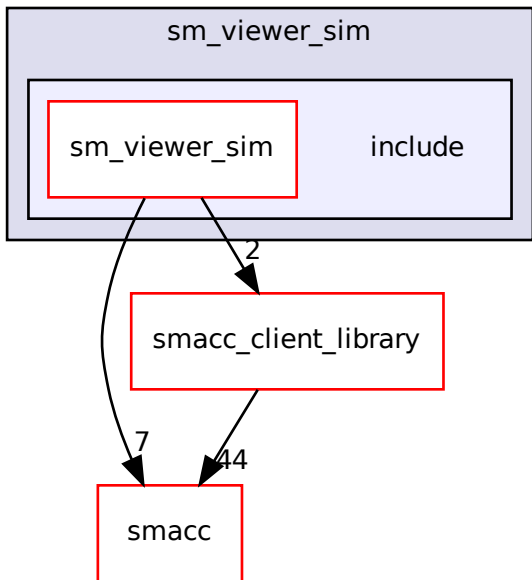 sm_viewer_sim
sm_viewer_sim
include
2
smacc_client_library
7
44
smacc